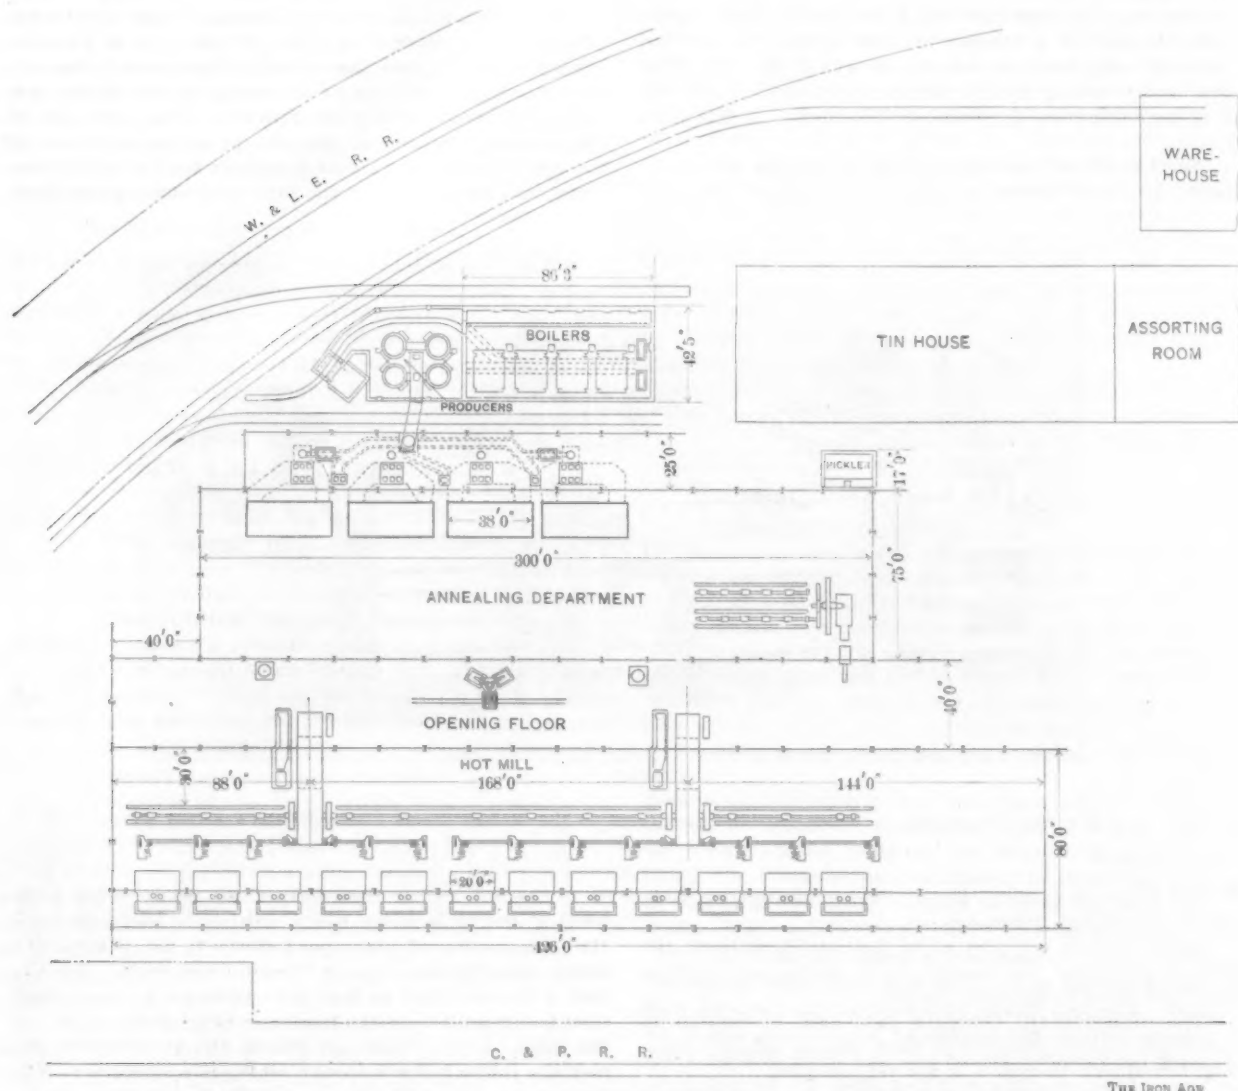 W. & L. E. R. R.
WARE-
HOUSE
86'3"
BOILERS
42'5"
PRODUCERS
TIN HOUSE
ASSORTING
ROOM
25'0"
PICKLER
17'0"
38'0"
300'0"
75'0"
ANNEALING DEPARTMENT
40'0"
40'0"
OPENING FLOOR
HOT MILL
30'0"
88'0"
168'0"
144'0"
80'0"
20'0"
426'0"
C. & P. R. R.
THE IRON AGE